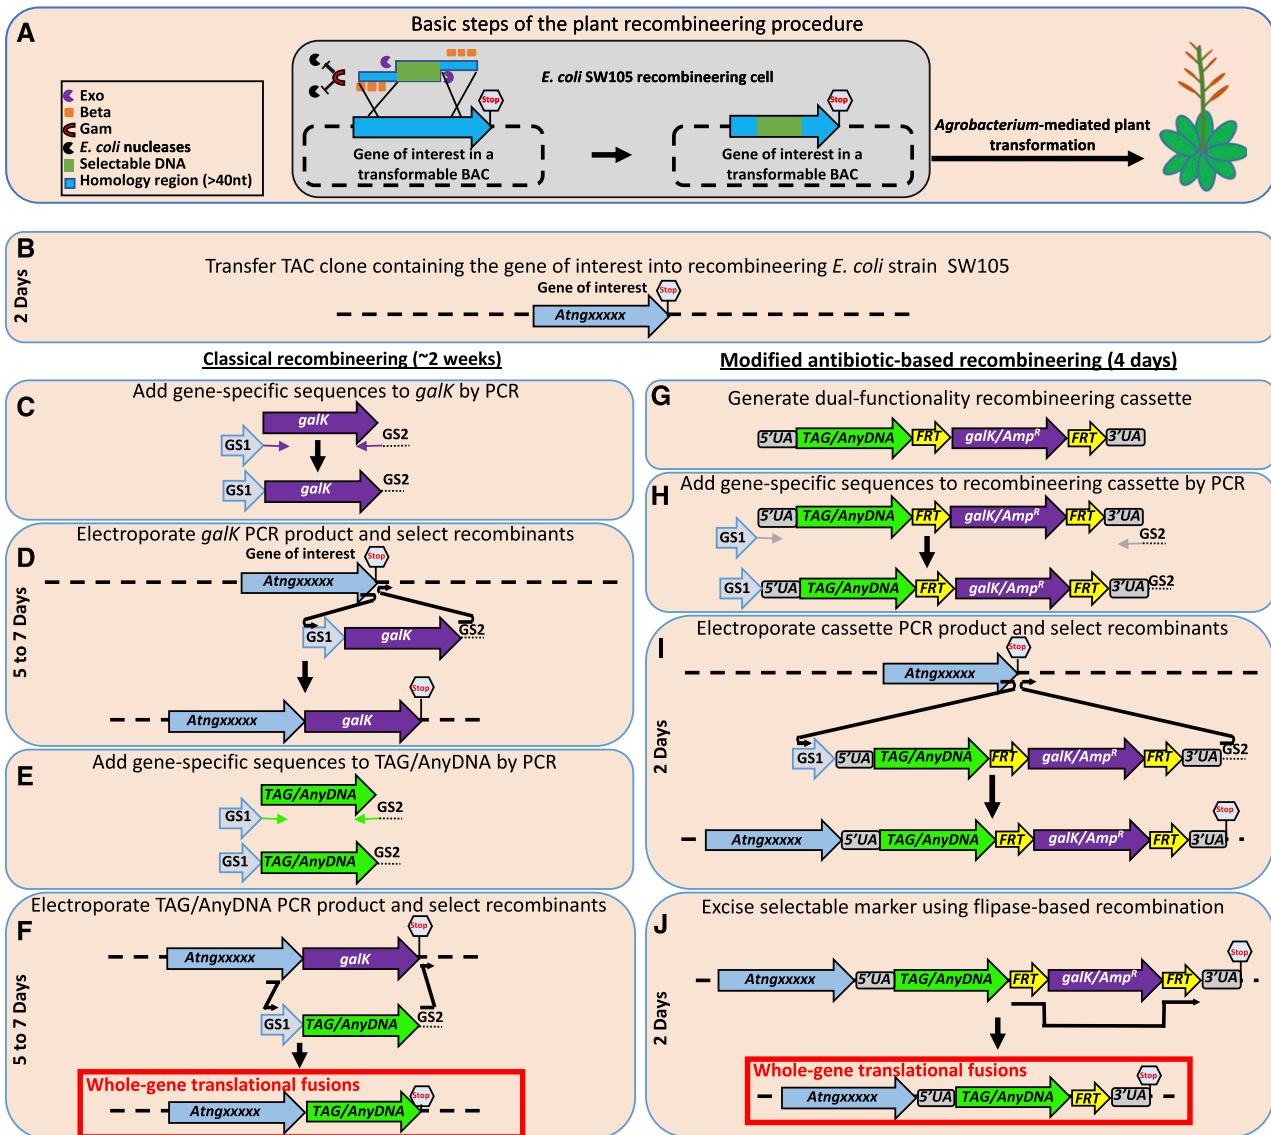 A
Basic steps of the plant recombineering procedure
Exo
Beta
Gam
E. coli nucleases
Selectable DNA
Homology region (>40nt)
E. coli SW105 recombineering cell
Stop
Stop
Gene of interest in a
transformable BAC
Gene of interest in a
transformable BAC
Agrobacterium-mediated plant
transformation
B
2 Days
Transfer TAC clone containing the gene of interest into recombineering E. coli strain SW105
Gene of interest
Stop
Atngxxxxx
Classical recombineering (~2 weeks)
C
Add gene-specific sequences to galK by PCR
galK
GS1
GS2
GS1
galK
GS2
D
5 to 7 Days
Electroporate galK PCR product and select recombinants
Gene of interest
Stop
Atngxxxxx
GS1
galK
GS2
Stop
Atngxxxxx
galK
E
Add gene-specific sequences to TAG/AnyDNA by PCR
TAG/AnyDNA
GS1
GS2
GS1
TAG/AnyDNA
GS2
F
5 to 7 Days
Electroporate TAG/AnyDNA PCR product and select recombinants
Stop
Atngxxxxx
galK
GS1
TAG/AnyDNA
GS2
Whole-gene translational fusions
Stop
Atngxxxxx
TAG/AnyDNA
Modified antibiotic-based recombineering (4 days)
G
Generate dual-functionality recombineering cassette
5'UA TAG/AnyDNA FRT galK/AmpR FRT 3'UA
H
Add gene-specific sequences to recombineering cassette by PCR
5'UA TAG/AnyDNA FRT galK/AmpR FRT 3'UA
GS1
GS2
GS1 5'UA TAG/AnyDNA FRT galK/AmpR FRT 3'UA GS2
I
2 Days
Electroporate cassette PCR product and select recombinants
Stop
Atngxxxxx
GS1 5'UA TAG/AnyDNA FRT galK/AmpR FRT 3'UA GS2
Stop
Atngxxxxx 5'UA TAG/AnyDNA FRT galK/AmpR FRT 3'UA
J
2 Days
Excise selectable marker using flipase-based recombination
Stop
Atngxxxxx 5'UA TAG/AnyDNA FRT galK/AmpR FRT 3'UA
Whole-gene translational fusions
Stop
Atngxxxxx 5'UA TAG/AnyDNA FRT 3'UA